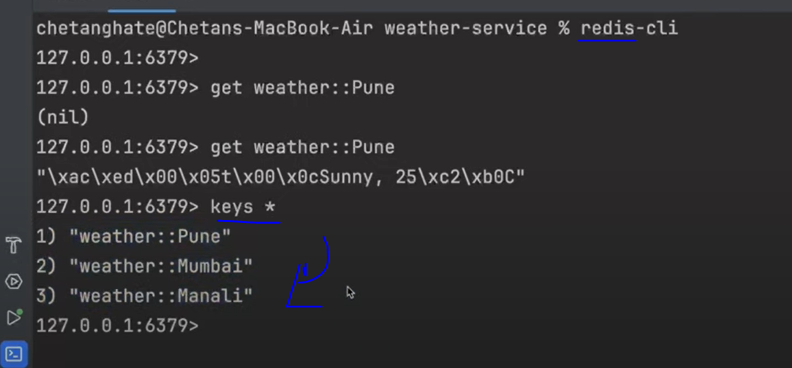 chetanghate@Chetans-MacBook-Air weather-service % redis-cli
127.0.0.1:6379>
127.0.0.1:6379> get weather::Pune
(nil)
127.0.0.1:6379> get weather::Pune
"\xac\xed\x00\x05t\x00\x0cSunny, 25\xc2\xb0C"
127.0.0.1:6379> keys *
1) "weather::Pune"
2) "weather::Mumbai"
3) "weather::Manali"
127.0.0.1:6379>